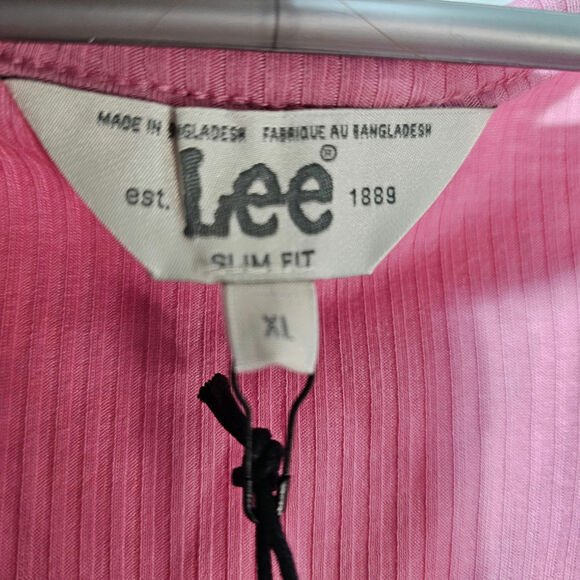 MADE IN BANGLADESH FABRIQUE AU BANGLADESH
est. Lee® 1889
SLIM FIT
XL